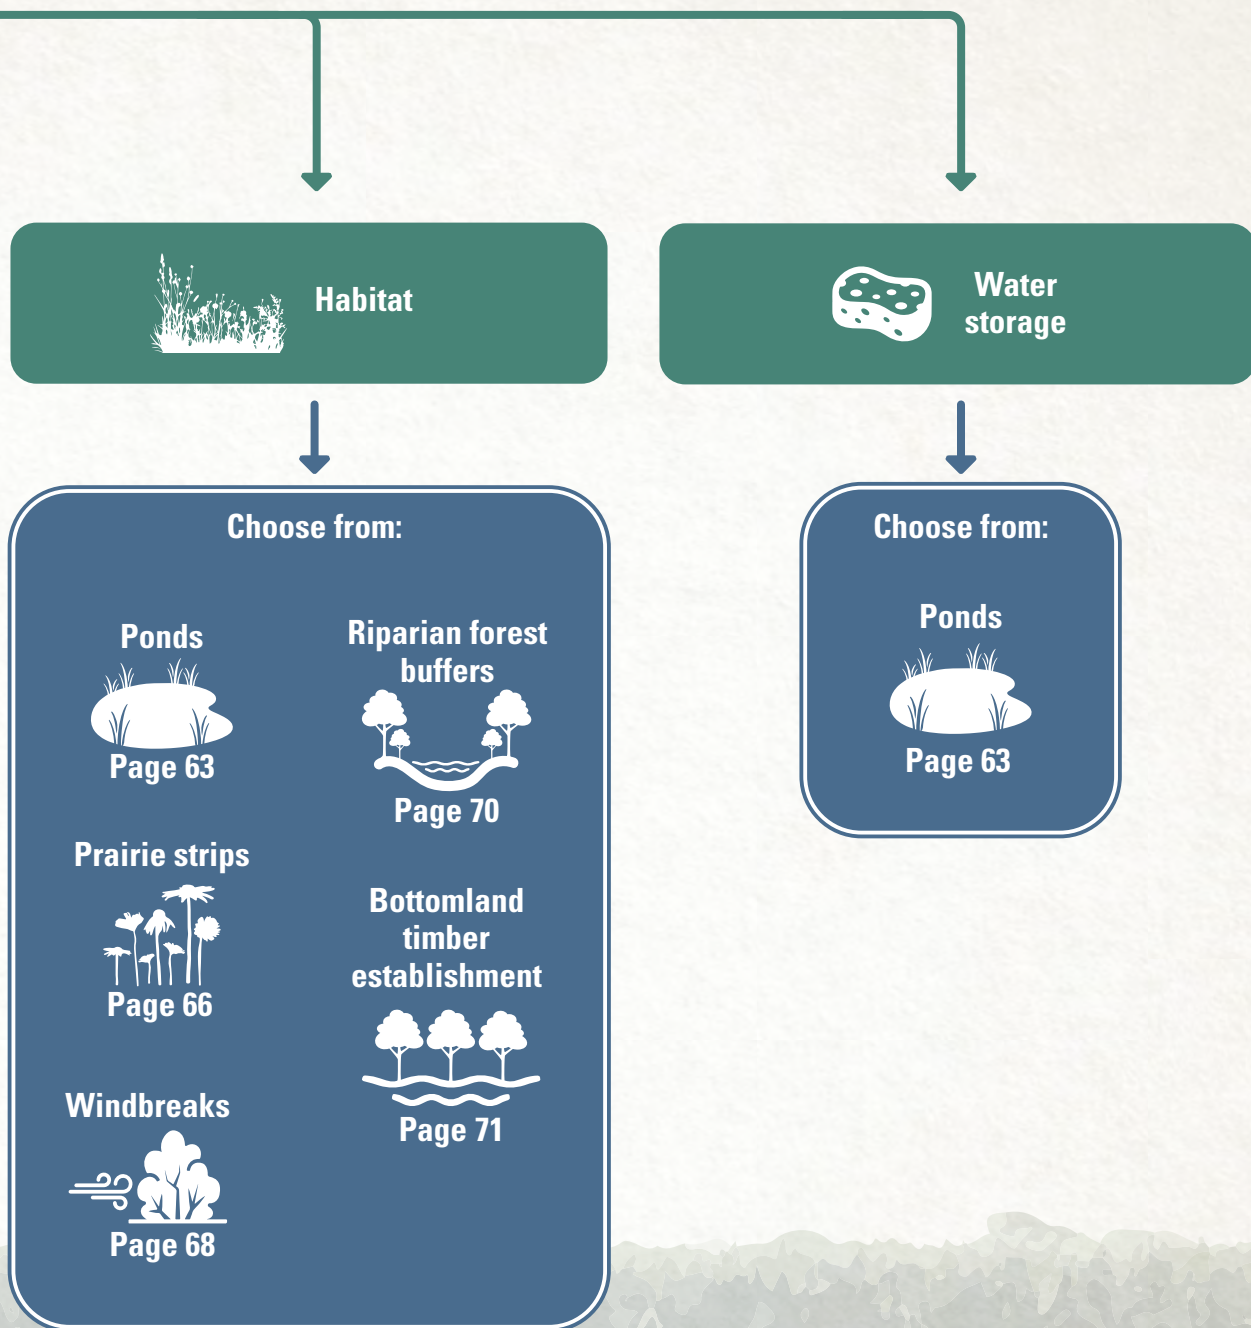 Habitat
Water
storage
Choose from:
Ponds
Page 63
Prairie strips
Page 66
Windbreaks
Page 68
Riparian forest
buffers
Page 70
Bottomland
timber
establishment
Page 71
Choose from:
Ponds
Page 63